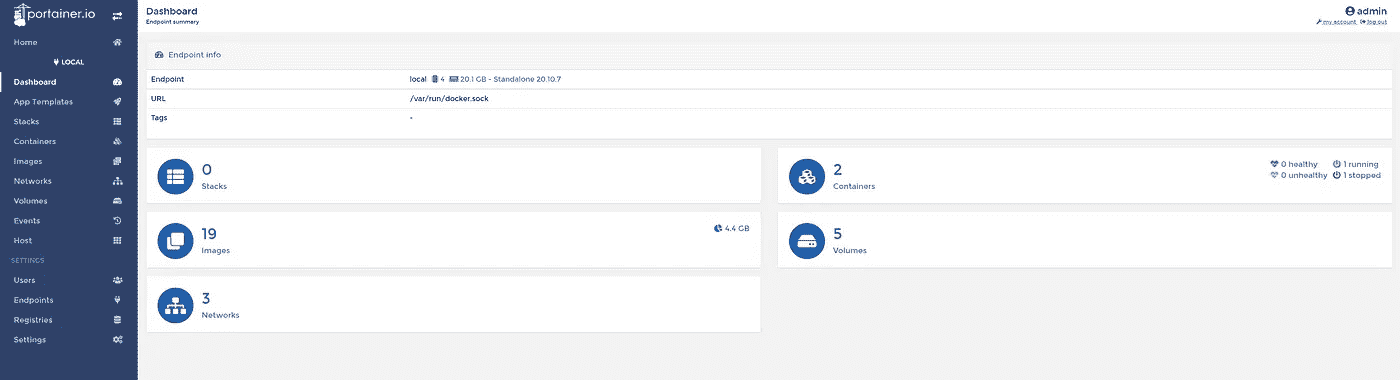 portainer.io
Home
LOCAL
Dashboard
App Templates
Stacks
Containers
Images
Networks
Volumes
Events
Host
SETTINGS
Users
Endpoints
Registries
Settings
Dashboard
Endpoint summary
admin
my account log out
Endpoint info
Endpoint local 4 20.1 GB - Standalone 20.10.7
URL /var/run/docker.sock
Tags -
0
Stacks
2
Containers
0 healthy 1 running
0 unhealthy 1 stopped
19
Images
4.4 GB
5
Volumes
3
Networks